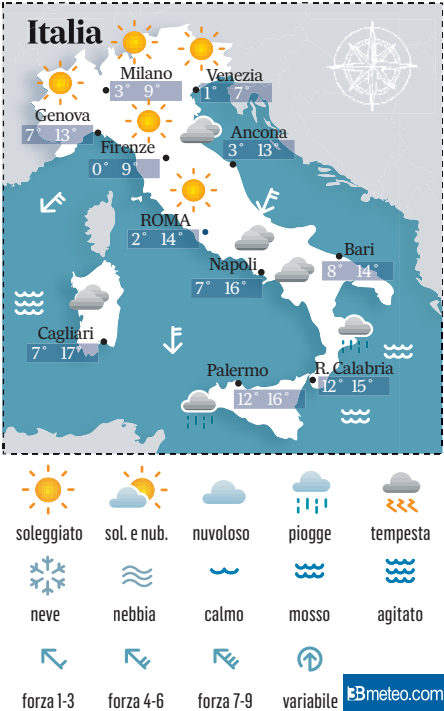 Italia
Milano
3° 9°
Venezia
1° 7°
Genova
7° 13°
Firenze
0° 9°
Ancona
3° 13°
ROMA
2° 14°
Bari
8° 14°
Napoli
7° 16°
Cagliari
7° 17°
Palermo
12° 16°
R. Calabria
12° 15°
soleggiato sol. e nub. nuvoloso piogge tempesta
neve nebbia calmo mosso agitato
forza 1-3 forza 4-6 forza 7-9 variabile
3Bmeteo.com